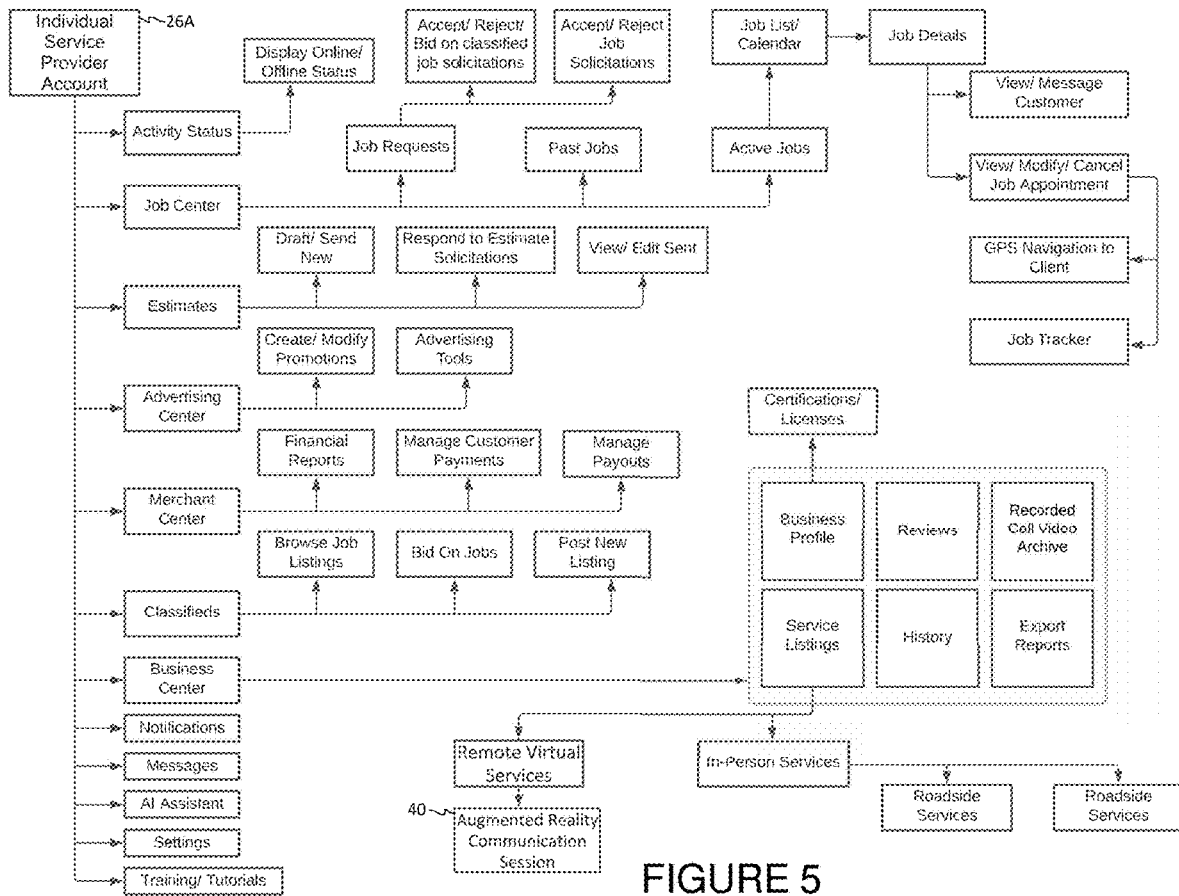 Individual
Service
Provider
Account
26A
Display Online/
Offline Status
Accept/ Reject/
Bid on classified
job solicitations
Accept/ Reject
Job
Solicitations
Job List/
Calendar
Job Details
View/ Message
Customer
Activity Status
Job Requests
Past Jobs
Active Jobs
View/ Modify/ Cancel
Job Appointment
Job Center
Draft/ Send
New
Respond to Estimate
Solicitations
View/ Edit Sent
GPS Navigation to
Client
Estimates
Create/ Modify
Promotions
Advertising
Tools
Job Tracker
Advertising
Center
Certifications/
Licenses
Financial
Reports
Manage Customer
Payments
Manage
Payouts
Merchant
Center
Business
Profile
Reviews
Recorded
Call Video
Archive
Browse Job
Listings
Bid On Jobs
Post New
Listing
Classifieds
Service
Listings
History
Export
Reports
Business
Center
Notifications
Remote Virtual
Services
In-Person Services
Messages
Roadside
Services
Roadside
Services
AI Assistent
40
Augmented Reality
Communication
Session
Settings
Training/ Tutorials
FIGURE 5